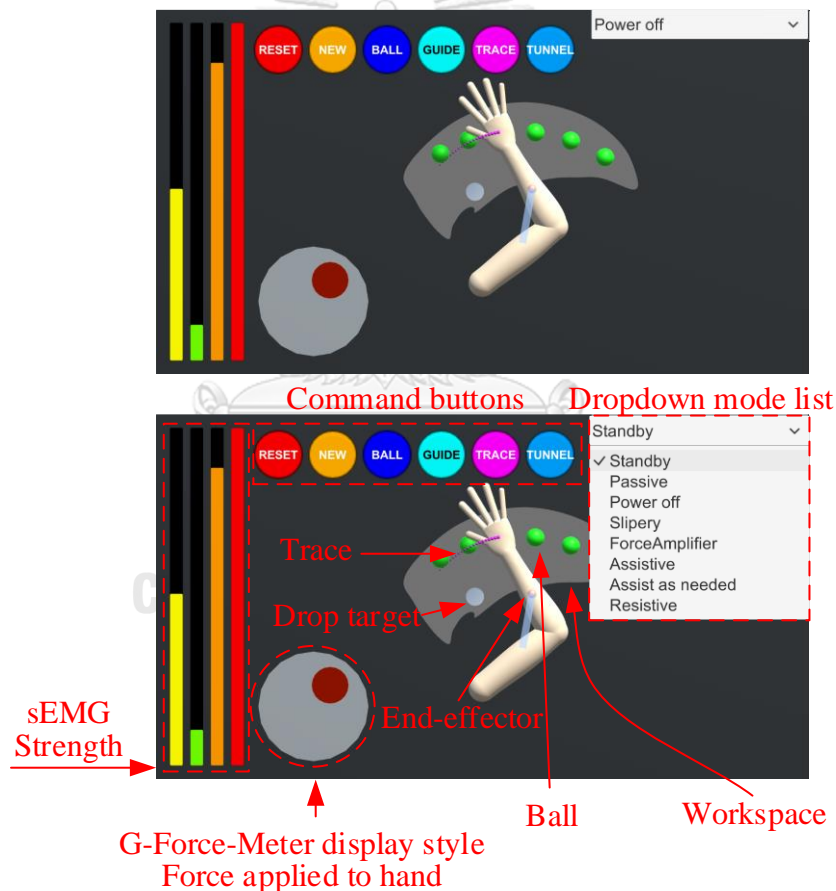 Power off
RESET NEW BALL GUIDE TRACE TUNNEL
Command buttons Dropdown mode list
Standby
RESET NEW BALL GUIDE TRACE TUNNEL
✓ Standby
Passive
Power off
Slipery
ForceAmplifier
Assistive
Assist as needed
Resistive
Trace
Drop target
End-effector
sEMG
Strength
Ball
Workspace
G-Force-Meter display style
Force applied to hand